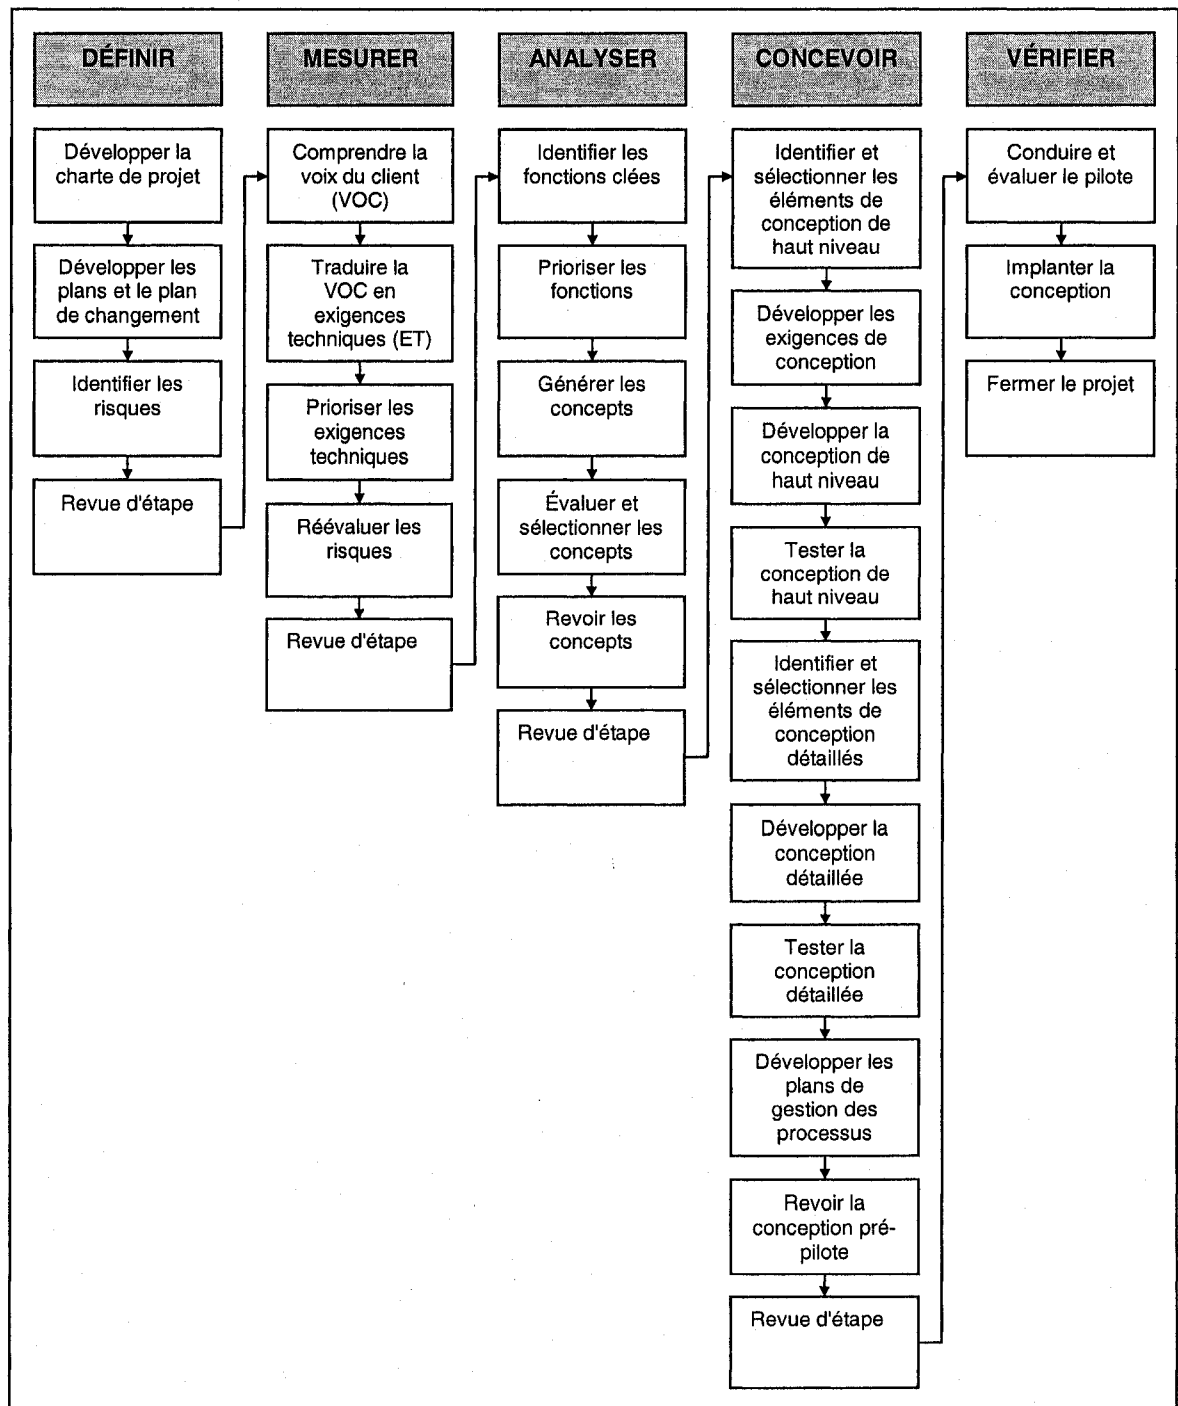 DÉFINIR
Développer la
charte de projet
Développer les
plans et le plan
de changement
Identifier les
risques
Revue d'étape
MESURER
Comprendre la
voix du client
(VOC)
Traduire la
VOC en
exigences
techniques (ET)
Prioriser les
exigences
techniques
Réévaluer les
risques
Revue d'étape
ANALYSER
Identifier les
fonctions clées
Prioriser les
fonctions
Générer les
concepts
Évaluer et
sélectionner les
concepts
Revoir les
concepts
Revue d'étape
CONCEVOIR
Identifier et
sélectionner les
éléments de
conception de
haut niveau
Développer les
exigences de
conception
Développer la
conception de
haut niveau
Tester la
conception de
haut niveau
Identifier et
sélectionner les
éléments de
conception
détaillés
Développer la
conception
détaillée
Tester la
conception
détaillée
Développer les
plans de
gestion des
processus
Revoir la
conception pré-
pilote
Revue d'étape
VÉRIFIER
Conduire et
évaluer le pilote
Implanter la
conception
Fermer le projet